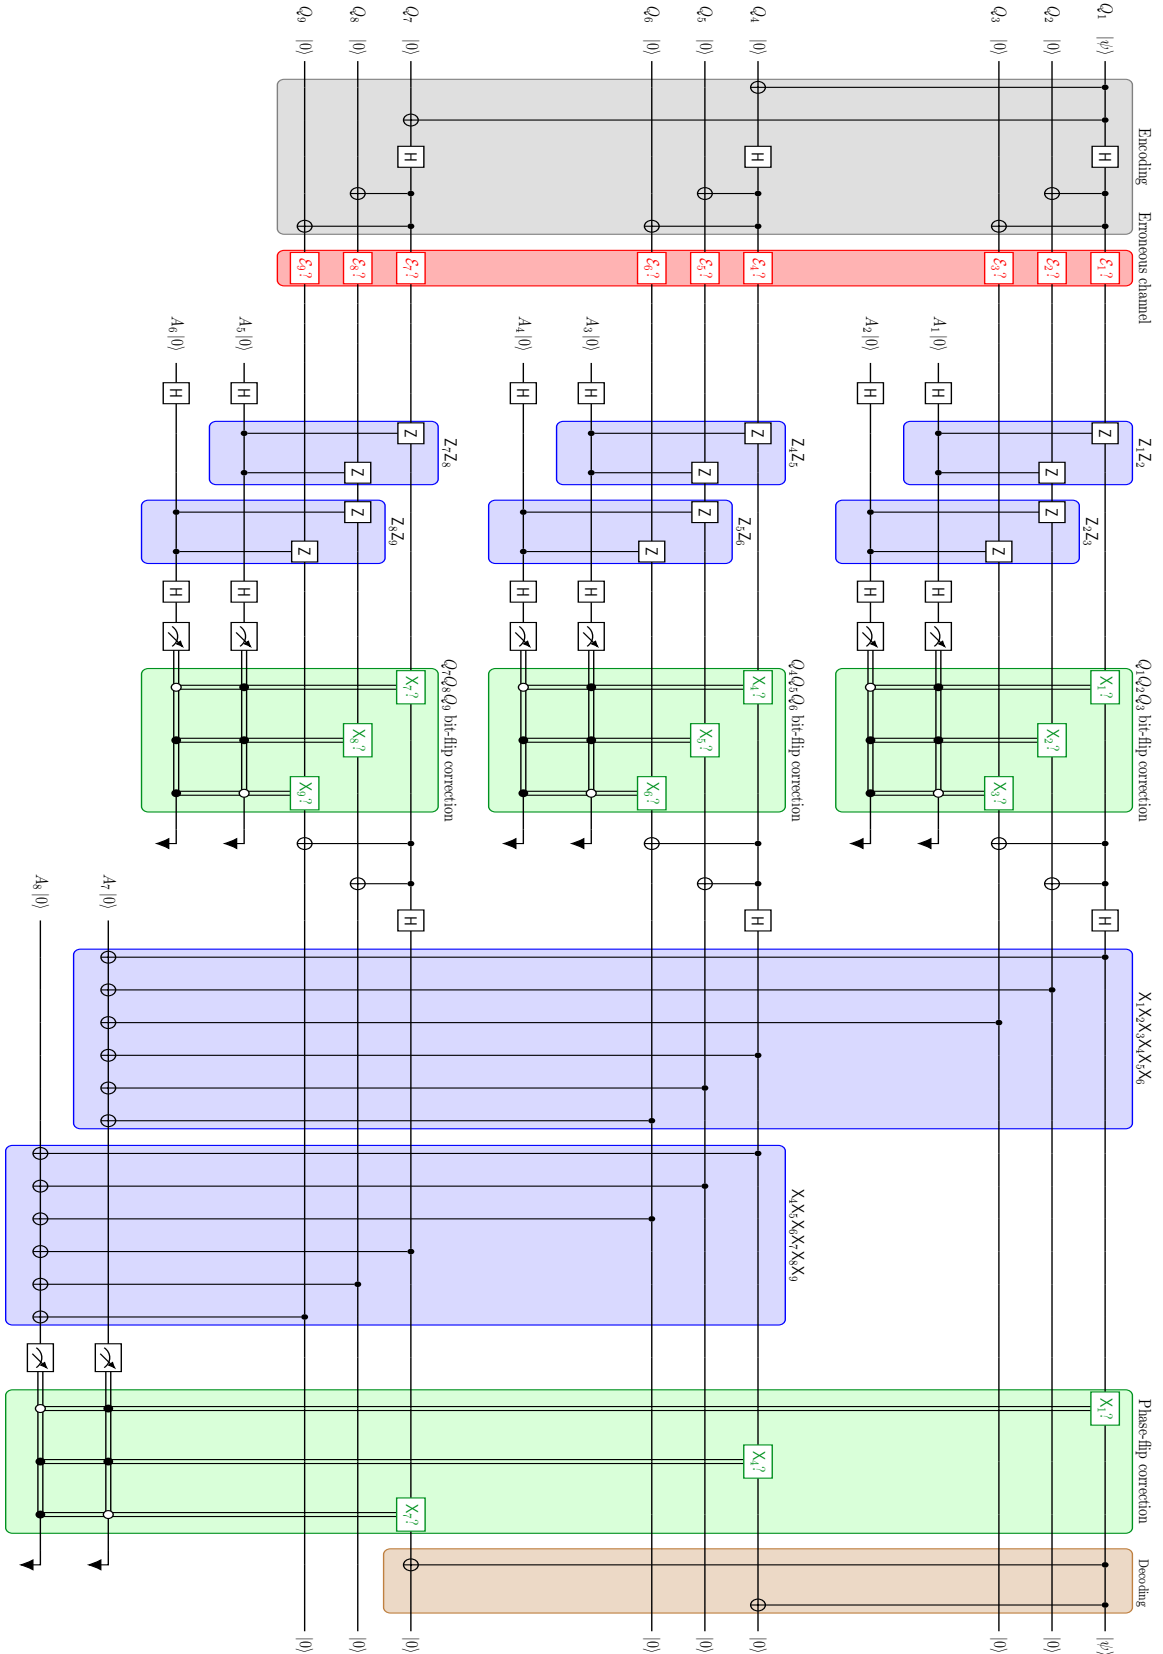 Encoding
Erroneous channel
Q1 |ψ⟩
H
ℰ1?
Z
Z1Z2
Q1Q2Q3 bit-flip correction
X1?
H
X1X2X3X4X5X6
Phase-flip correction
X1?
Decoding
|ψ⟩
Q2 |0⟩
ℰ2?
Z
Z
Z2Z3
X2?
|0⟩
Q3 |0⟩
ℰ3?
Z
X3?
|0⟩
A1 |0⟩
H
H
A2 |0⟩
H
H
Q4 |0⟩
H
ℰ4?
Z
Z4Z5
Q4Q5Q6 bit-flip correction
X4?
H
X4X5X6X7X8X9
X4?
|0⟩
Q5 |0⟩
ℰ5?
Z
Z
Z5Z6
X5?
|0⟩
Q6 |0⟩
ℰ6?
Z
X6?
|0⟩
A3 |0⟩
H
H
A4 |0⟩
H
H
Q7 |0⟩
H
ℰ7?
Z
Z7Z8
Q7Q8Q9 bit-flip correction
X7?
H
X7?
|0⟩
Q8 |0⟩
ℰ8?
Z
Z
Z8Z9
X8?
|0⟩
Q9 |0⟩
ℰ9?
Z
X9?
|0⟩
A5 |0⟩
H
H
A6 |0⟩
H
H
A7 |0⟩
A8 |0⟩